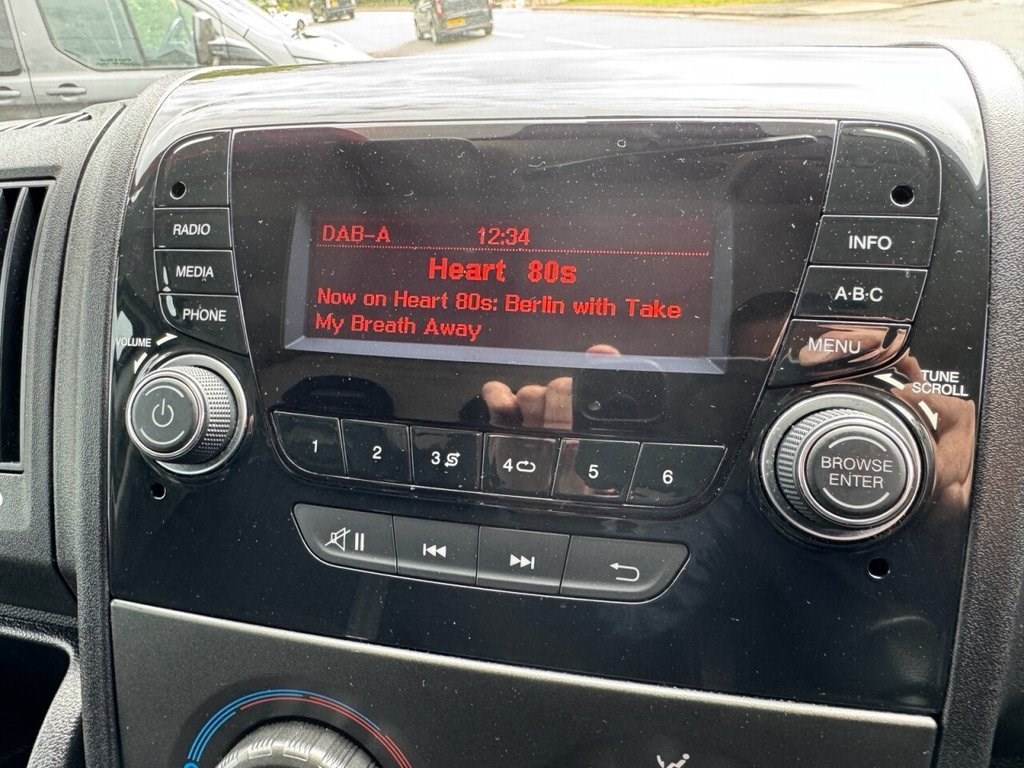 DAB-A 12:34
Heart 80s
Now on Heart 80s: Berlin with Take
My Breath Away
RADIO
MEDIA
PHONE
VOLUME
INFO
A·B·C
MENU
TUNE
SCROLL
BROWSE
ENTER
1 2 3 4 5 6